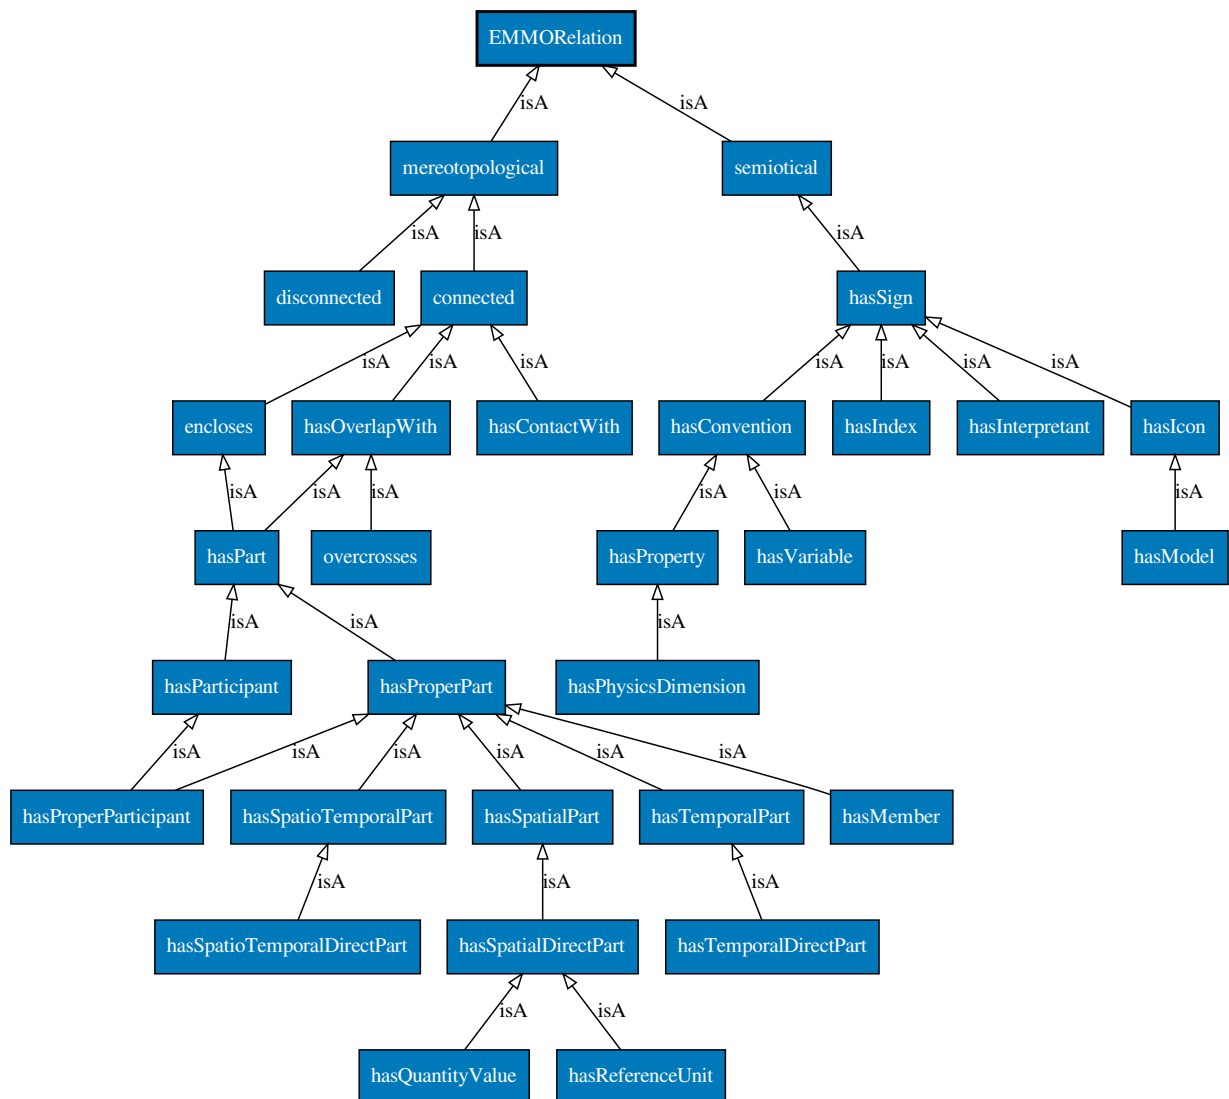 EMMORelation
isA
isA
mereotopological
semiotical
isA
isA
isA
disconnected
connected
hasSign
isA
isA
isA
isA
isA
isA
isA
encloses
hasOverlapWith
hasContactWith
hasConvention
hasIndex
hasInterpretant
hasIcon
isA
isA
isA
isA
isA
isA
hasPart
overcrosses
hasProperty
hasVariable
hasModel
isA
isA
isA
hasParticipant
hasProperPart
hasPhysicsDimension
isA
isA
isA
isA
isA
isA
hasProperParticipant
hasSpatioTemporalPart
hasSpatialPart
hasTemporalPart
hasMember
isA
isA
isA
hasSpatioTemporalDirectPart
hasSpatialDirectPart
hasTemporalDirectPart
isA
isA
hasQuantityValue
hasReferenceUnit